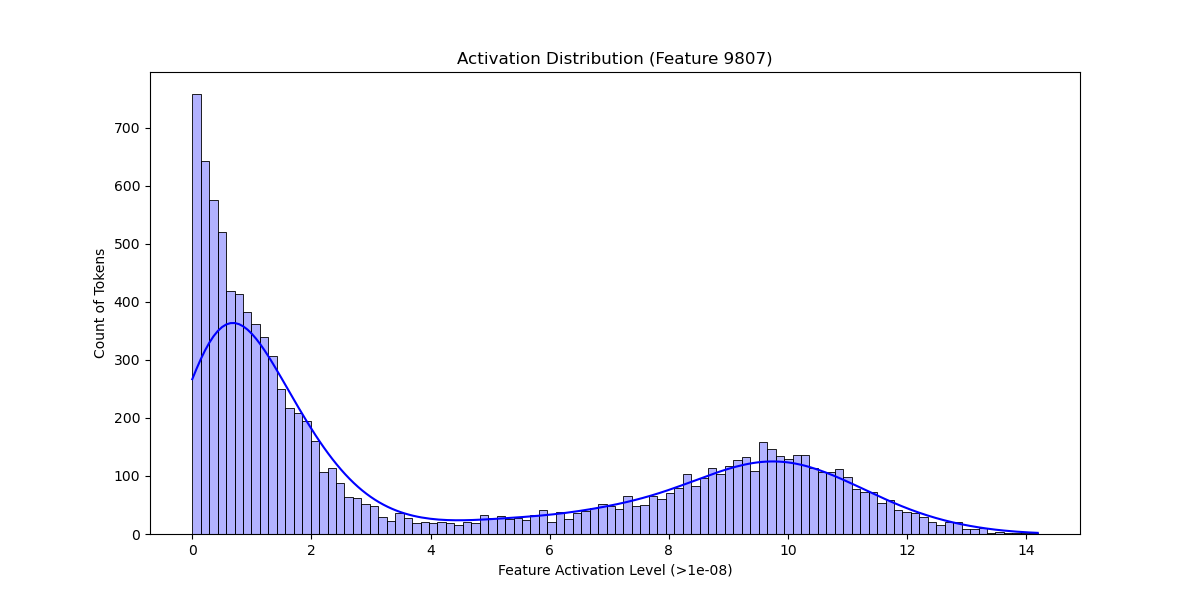 Activation Distribution (Feature 9807)
Count of Tokens
700
600
500
400
300
200
100
0
0 2 4 6 8 10 12 14
Feature Activation Level (>1e-08)